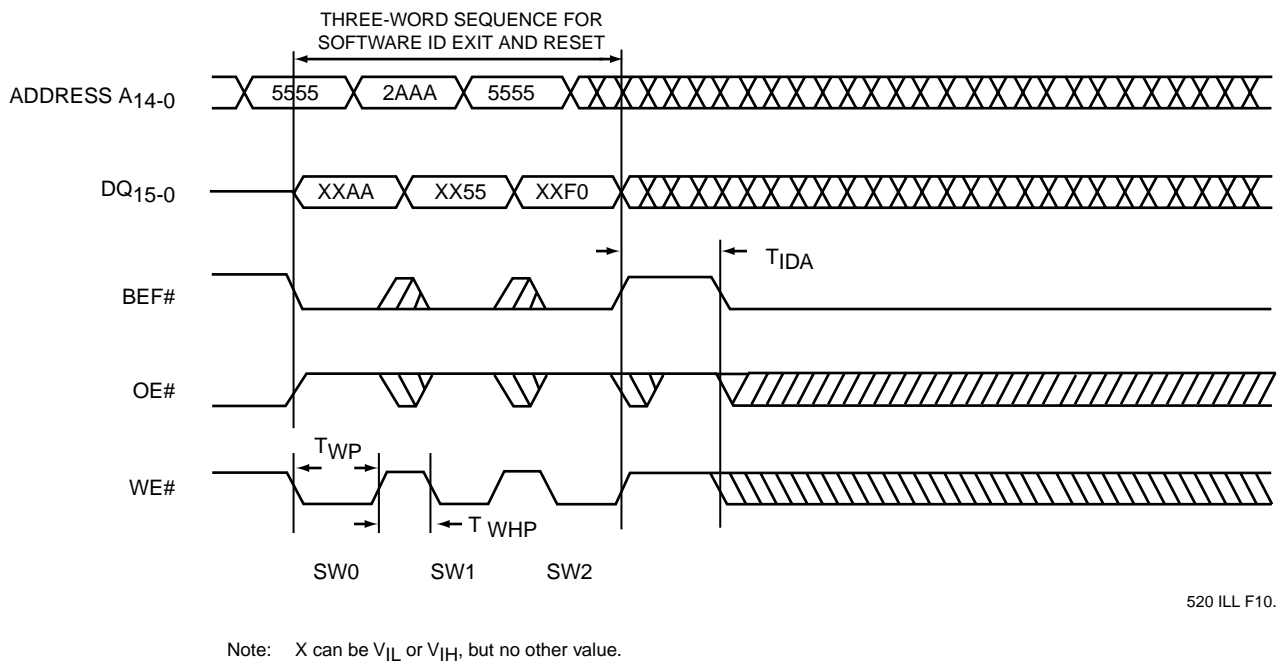 THREE-WORD SEQUENCE FOR
SOFTWARE ID EXIT AND RESET
ADDRESS A14-0
5555 2AAA 5555
DQ15-0
XXAA XX55 XXF0
TIDA
BEF#
OE#
TWP
WE#
TWHP
SW0 SW1 SW2
520 ILL F10.
Note: X can be VIL or VIH, but no other value.